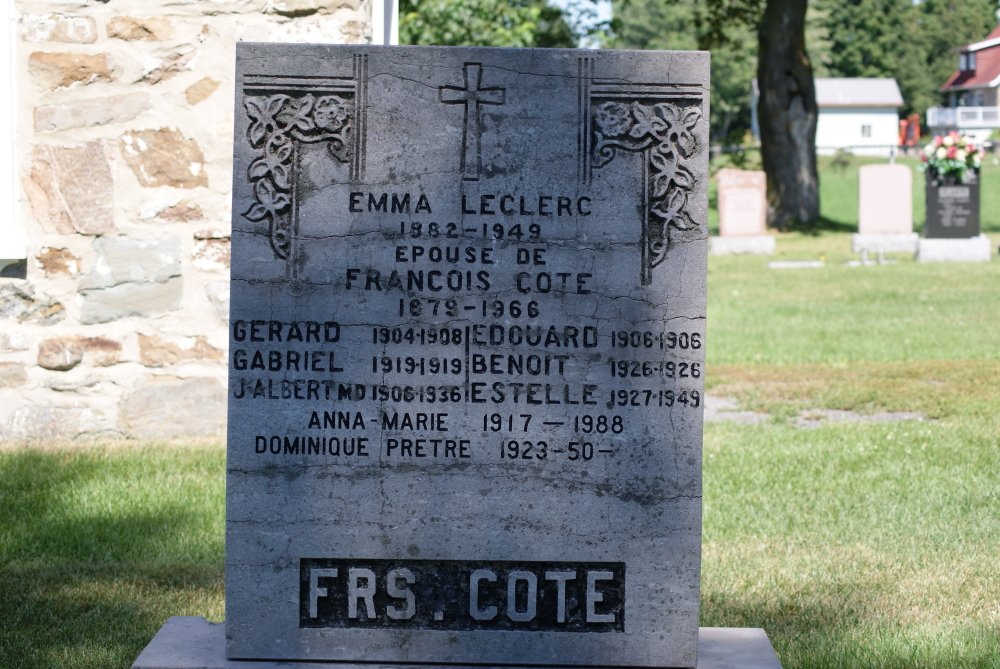 EMMA LECLERC
1882-1949
EPOUSE DE
FRANCOIS COTE
1879-1966
GERARD 1904-1908 EDOUARD 1906-1906
GABRIEL 1919-1919 BENOIT 1926-1926
J-ALBERT MD 1906-1936 ESTELLE 1927-1949
ANNA-MARIE 1917 — 1988
DOMINIQUE PRETRE 1923-50-
FRS. COTE